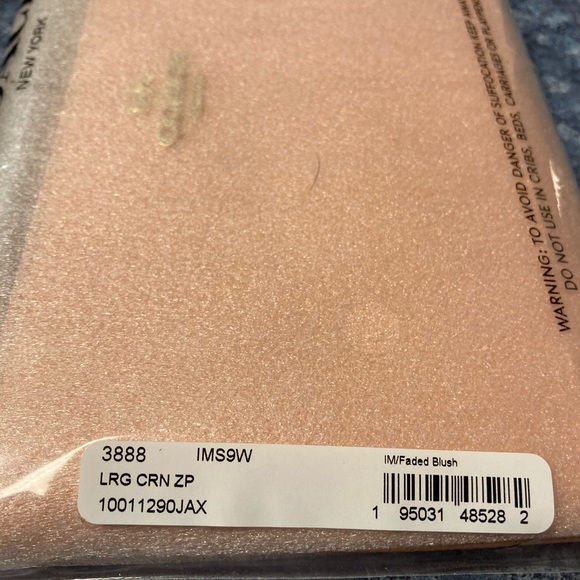 NEW YORK
WARNING: TO AVOID DANGER OF SUFFOCATION KEEP AWAY
DO NOT USE IN CRIBS, BEDS, CARRIAGES OR PLAYPENS
3888 IMS9W
LRG CRN ZP
10011290JAX
IM/Faded Blush
1 95031 48528 2